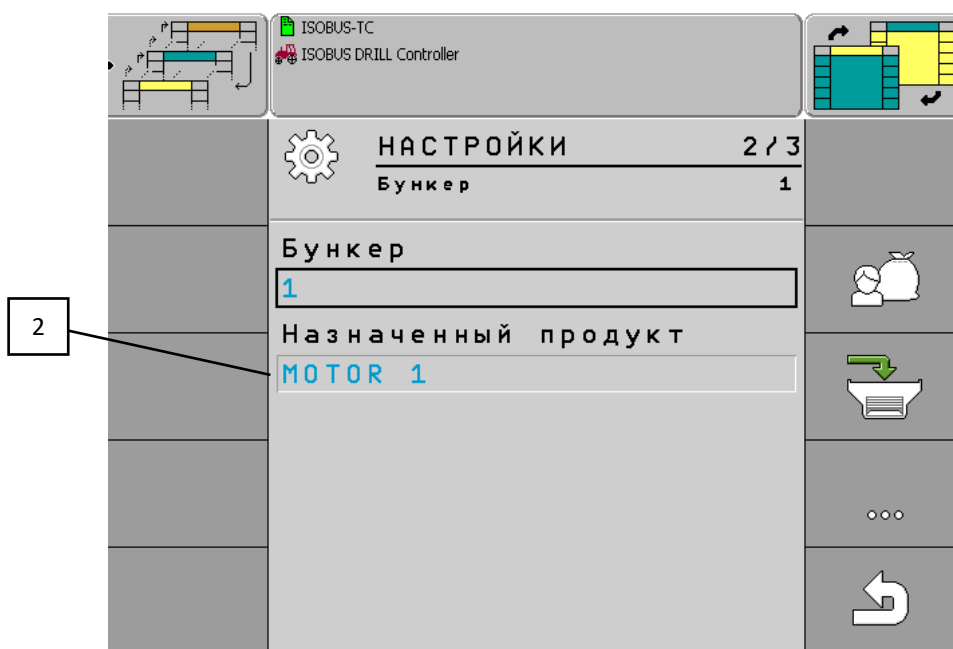 ISOBUS-TC
ISOBUS DRILL Controller
НАСТРОЙКИ 2/3
Бункер 1
Бункер
1
2
Назначенный продукт
MOTOR 1